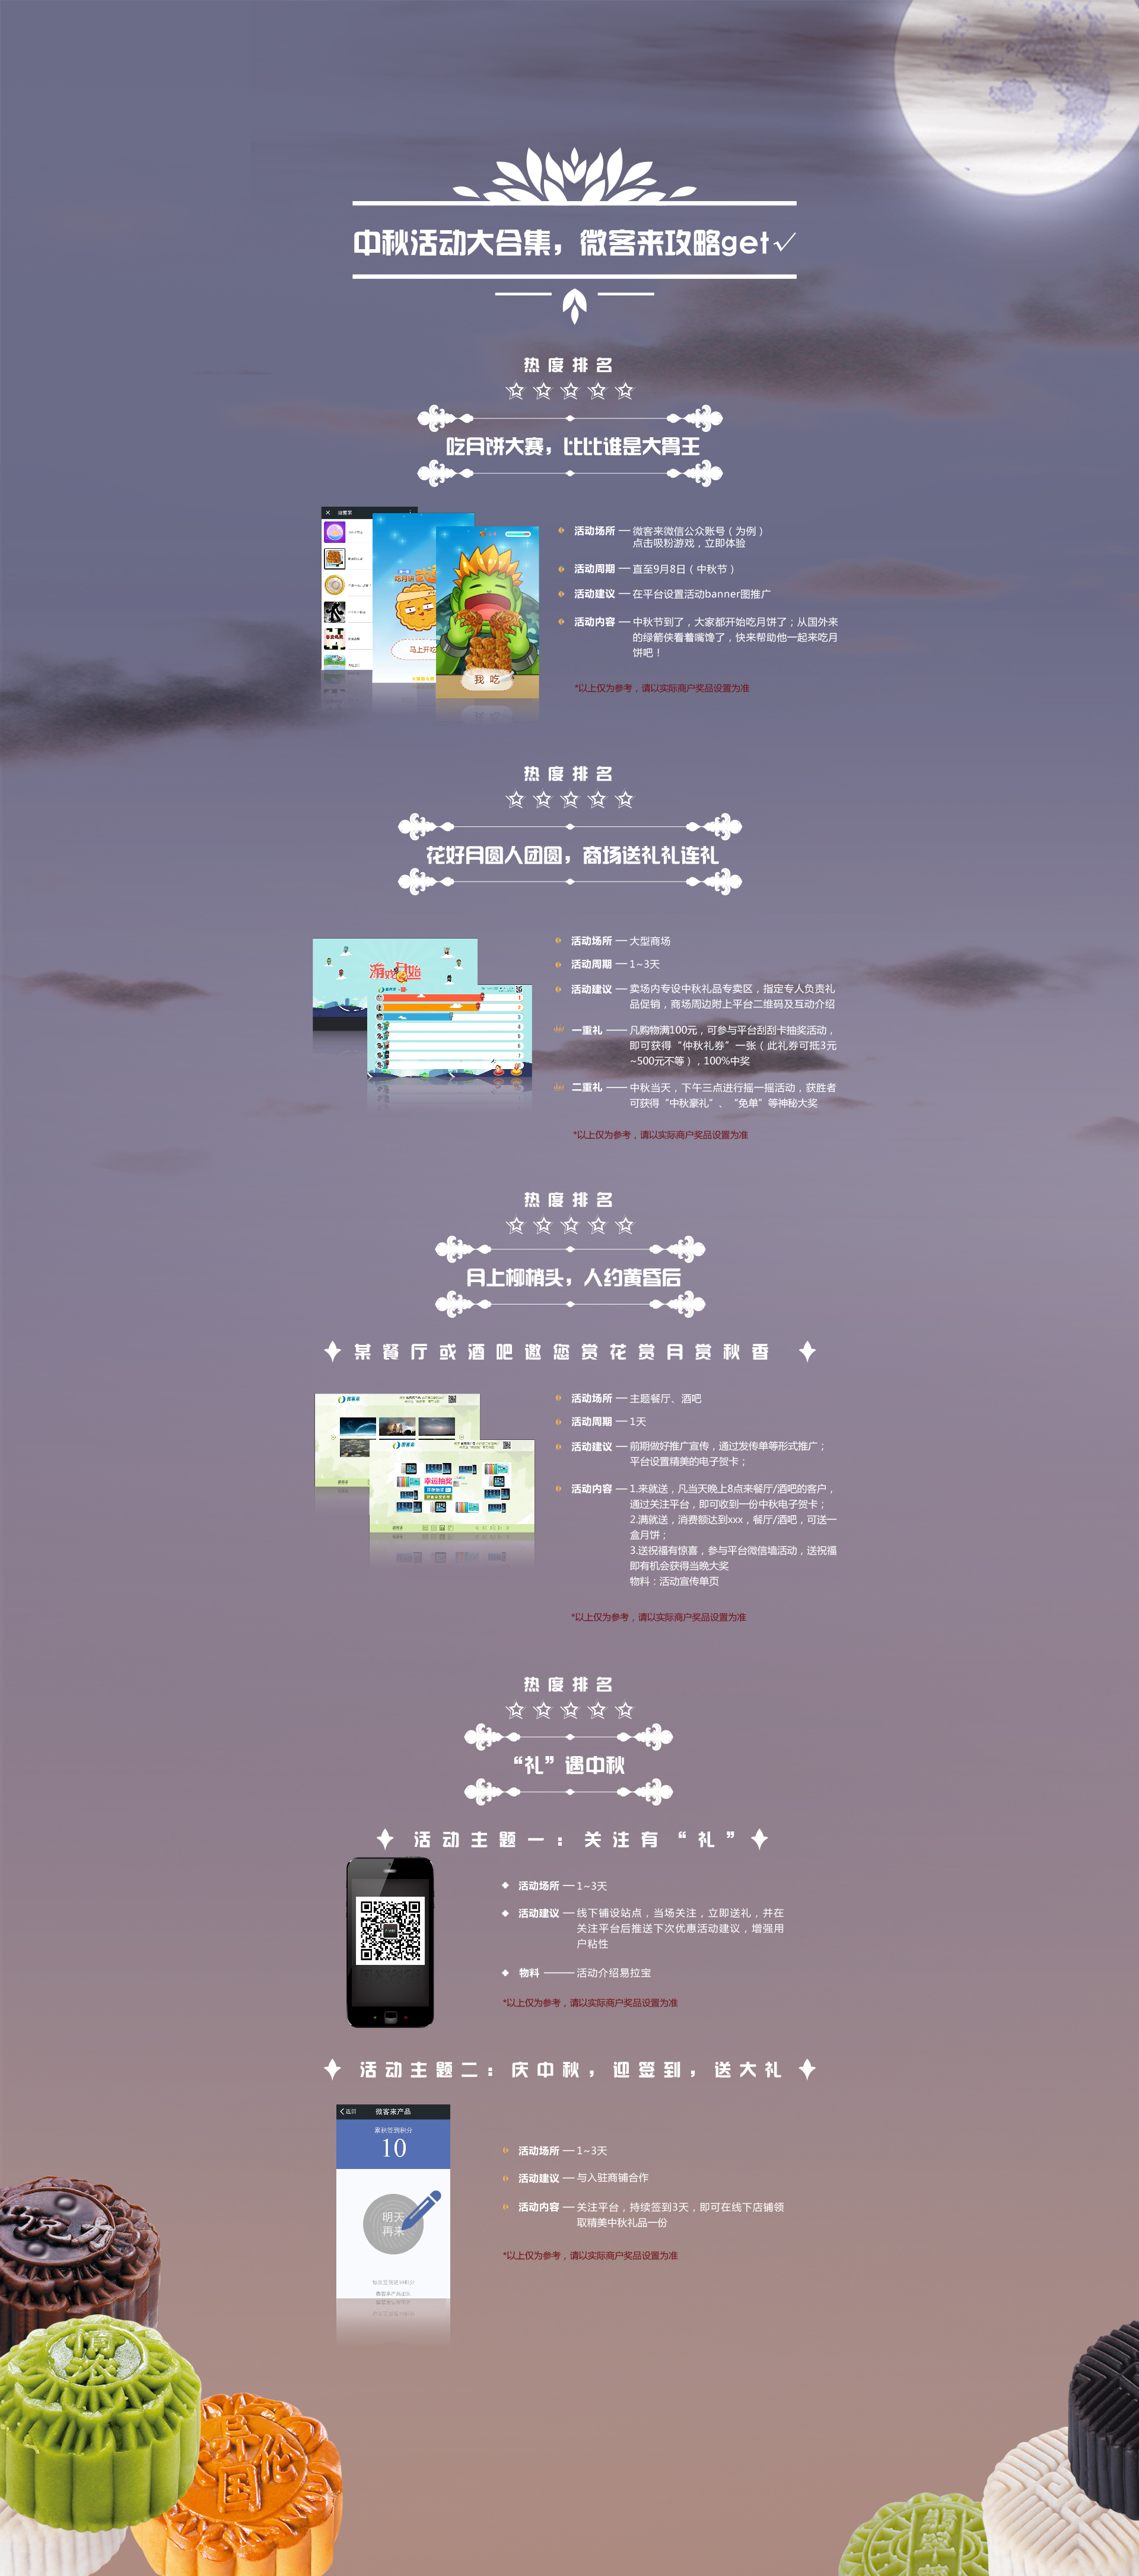 中秋活动大合集，微客来攻略get✓
热度排名
吃月饼大赛，比比谁是大胃王
微客来
马上开吃
我 吃
活动场所 — 微客来微信公众账号（为例）
点击吸粉游戏，立即体验
活动周期 — 直至9月8日（中秋节）
活动建议 — 在平台设置活动banner图推广
活动内容 — 中秋节到了，大家都开始吃月饼了；从国外来
的绿箭侠看着嘴馋了，快来帮助他一起来吃月
饼吧！
*以上仅为参考，请以实际商户奖品设置为准
热度排名
花好月圆人团圆，商场送礼礼连礼
活动场所 — 大型商场
活动周期 — 1~3天
活动建议 — 卖场内专设中秋礼品专卖区，指定专人负责礼
品促销，商场周边附上平台二维码及互动介绍
一重礼 —— 凡购物满100元，可参与平台刮刮卡抽奖活动，
即可获得“仲秋礼券”一张（此礼券可抵3元
~500元不等），100%中奖
二重礼 —— 中秋当天，下午三点进行摇一摇活动，获胜者
可获得“中秋豪礼”、“免单”等神秘大奖
*以上仅为参考，请以实际商户奖品设置为准
热度排名
月上柳梢头，人约黄昏后
某餐厅或酒吧邀您赏花赏月赏秋香
微客来
微客来
幸运抽奖
活动场所 — 主题餐厅、酒吧
活动周期 — 1天
活动建议 — 前期做好推广宣传，通过发传单等形式推广；
平台设置精美的电子贺卡；
活动内容 — 1.来就送，凡当天晚上8点来餐厅/酒吧的客户，
通过关注平台，即可收到一份中秋电子贺卡；
2.满就送，消费额达到xxx，餐厅/酒吧，可送一
盒月饼；
3.送祝福有惊喜，参与平台微信墙活动，送祝福
即有机会获得当晚大奖
物料：活动宣传单页
*以上仅为参考，请以实际商户奖品设置为准
热度排名
“礼”遇中秋
活动主题一：关注有“礼”
活动场所 — 1~3天
活动建议 — 线下铺设站点，当场关注，立即送礼，并在
关注平台后推送下次优惠活动建议，增强用
户粘性
物料 ——— 活动介绍易拉宝
*以上仅为参考，请以实际商户奖品设置为准
活动主题二：庆中秋，迎签到，送大礼
返回 微客来产品
累积签到积分
10
明天
再来
活动场所 — 1~3天
活动建议 — 与入驻商铺合作
活动内容 — 关注平台，持续签到3天，即可在线下店铺领
取精美中秋礼品一份
*以上仅为参考，请以实际商户奖品设置为准